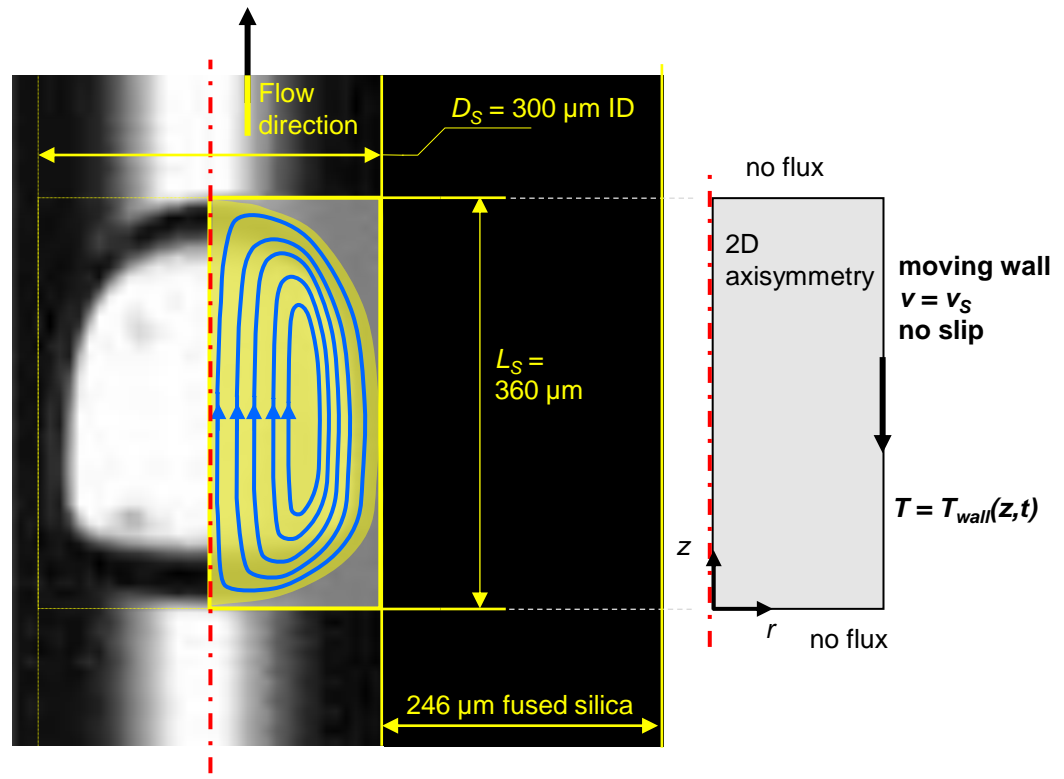 Flow
direction
D_S = 300 µm ID
L_S =
360 µm
246 µm fused silica
no flux
2D
axisymmetry
moving wall
v = v_S
no slip
T = T_wall(z,t)
z
r
no flux